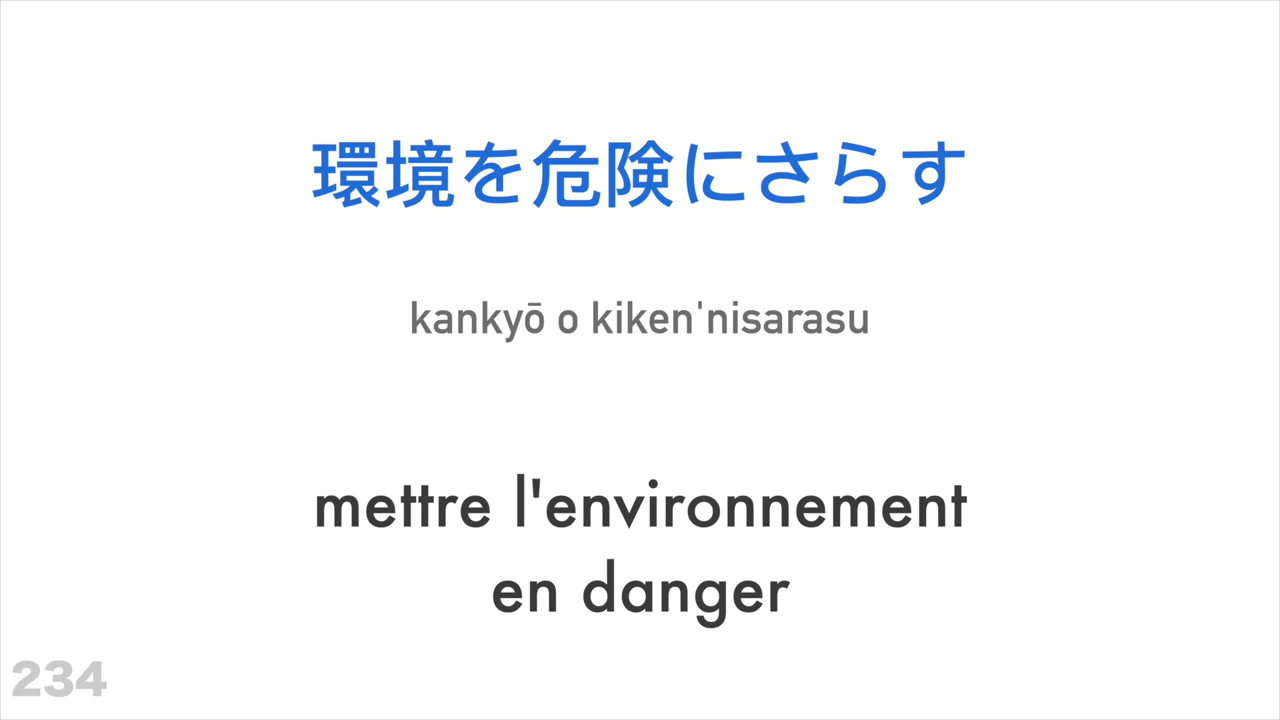 環境を危険にさらす
kankyō o kiken'nisarasu
mettre l'environnement
en danger
234